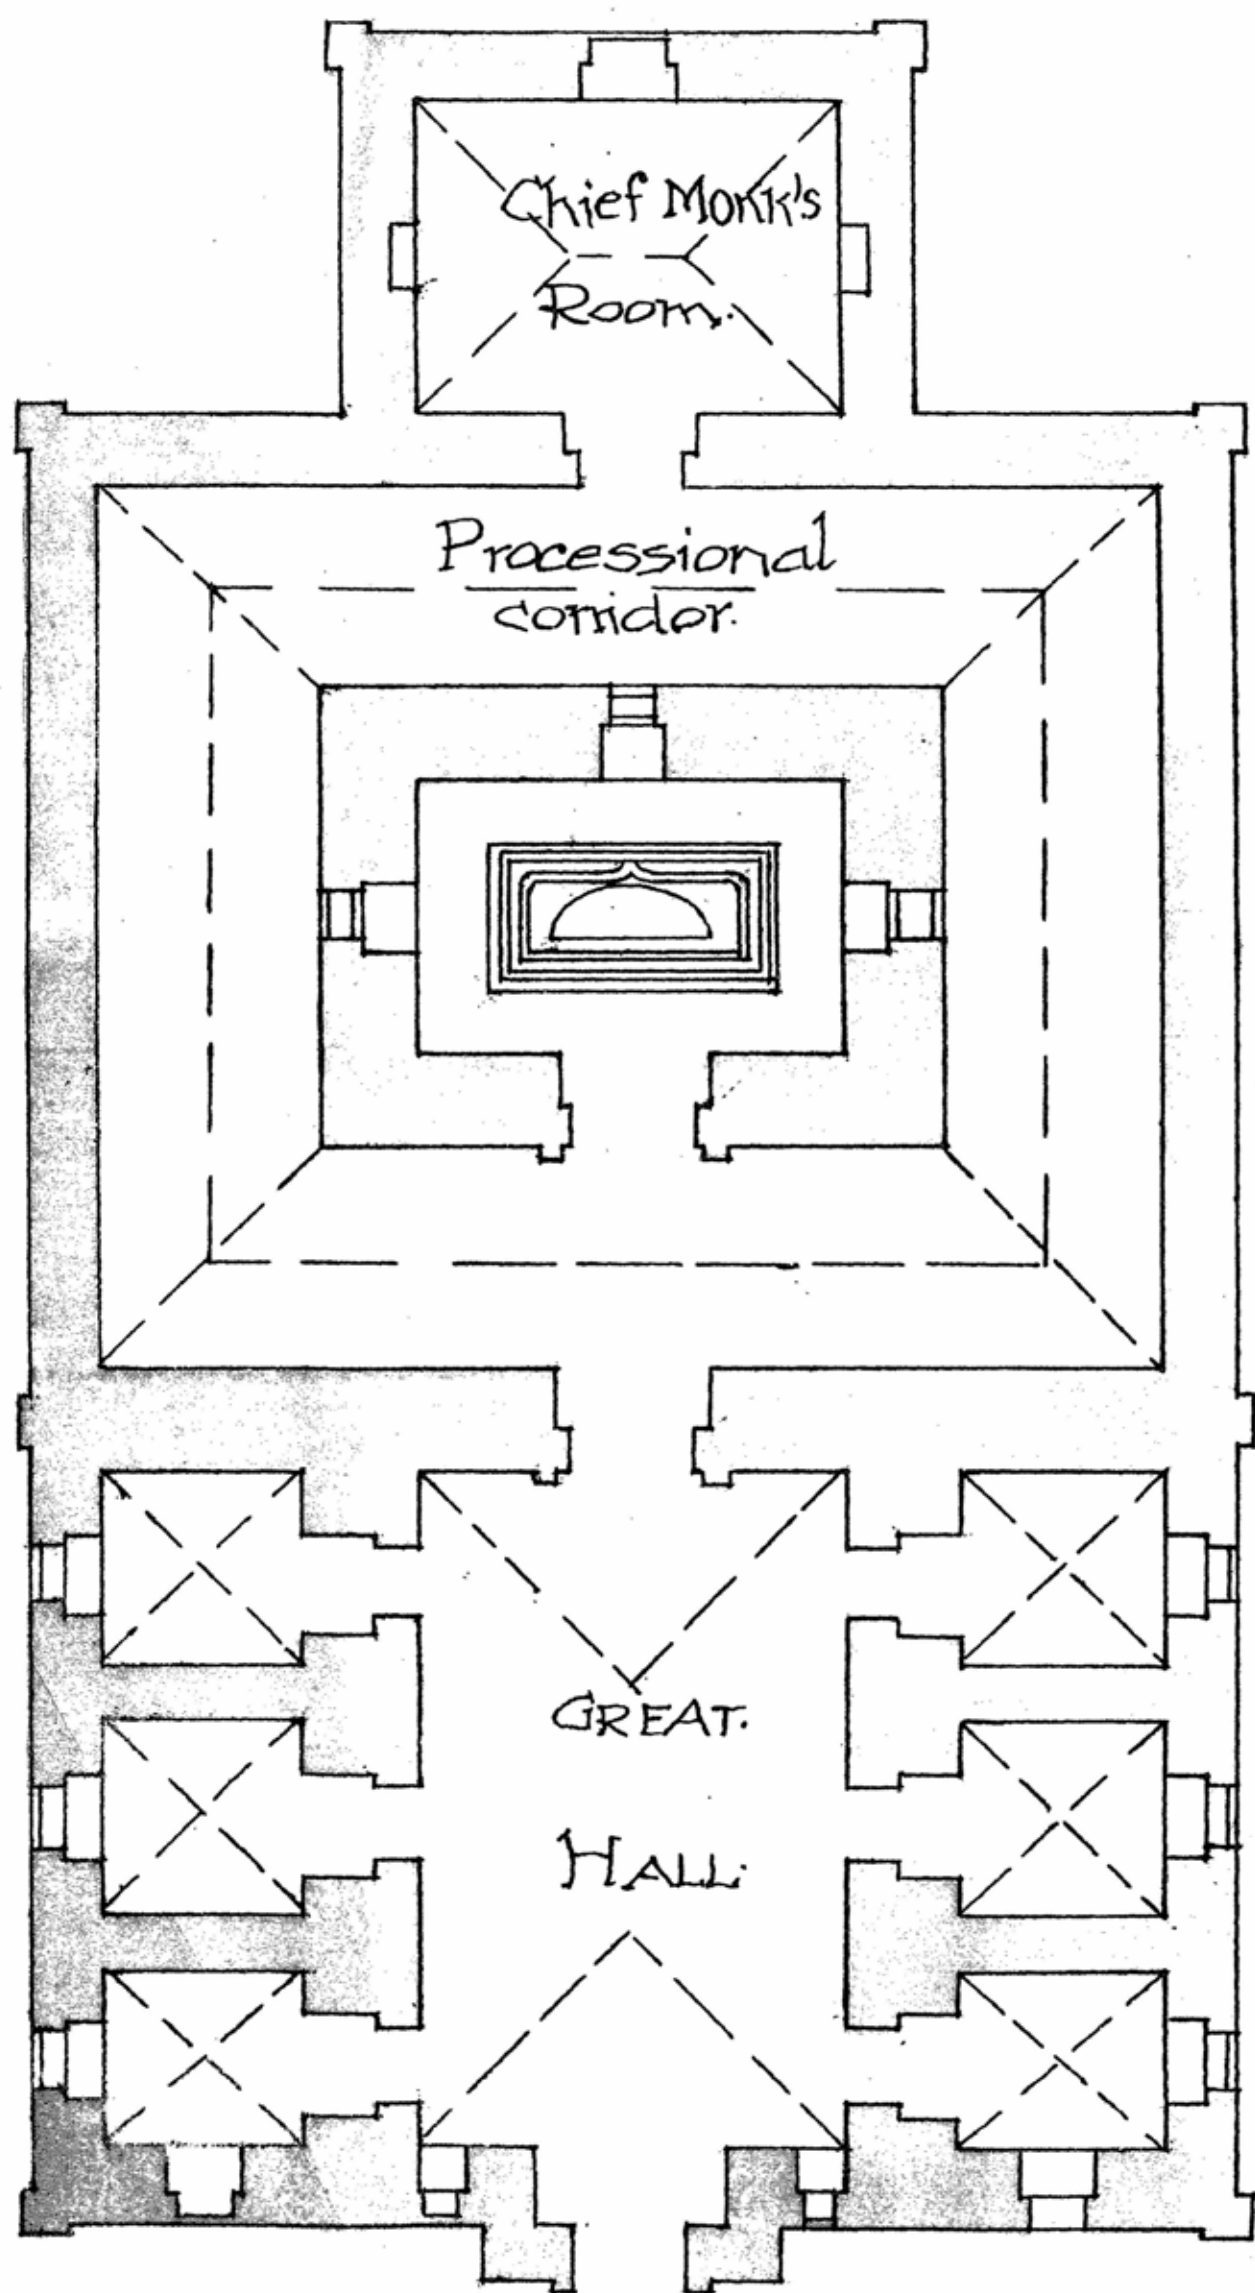 Chief Monk's
Room.
Processional
corridor.
GREAT.
HALL.